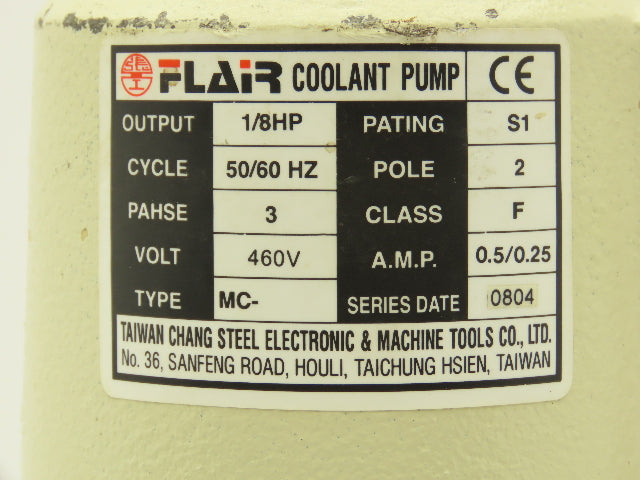 FLAIR COOLANT PUMP CE
OUTPUT 1/8HP PATING S1
CYCLE 50/60 HZ POLE 2
PAHSE 3 CLASS F
VOLT 460V A.M.P. 0.5/0.25
TYPE MC- SERIES DATE 0804
TAIWAN CHANG STEEL ELECTRONIC & MACHINE TOOLS CO., LTD.
No. 36, SANFENG ROAD, HOULI, TAICHUNG HSIEN, TAIWAN